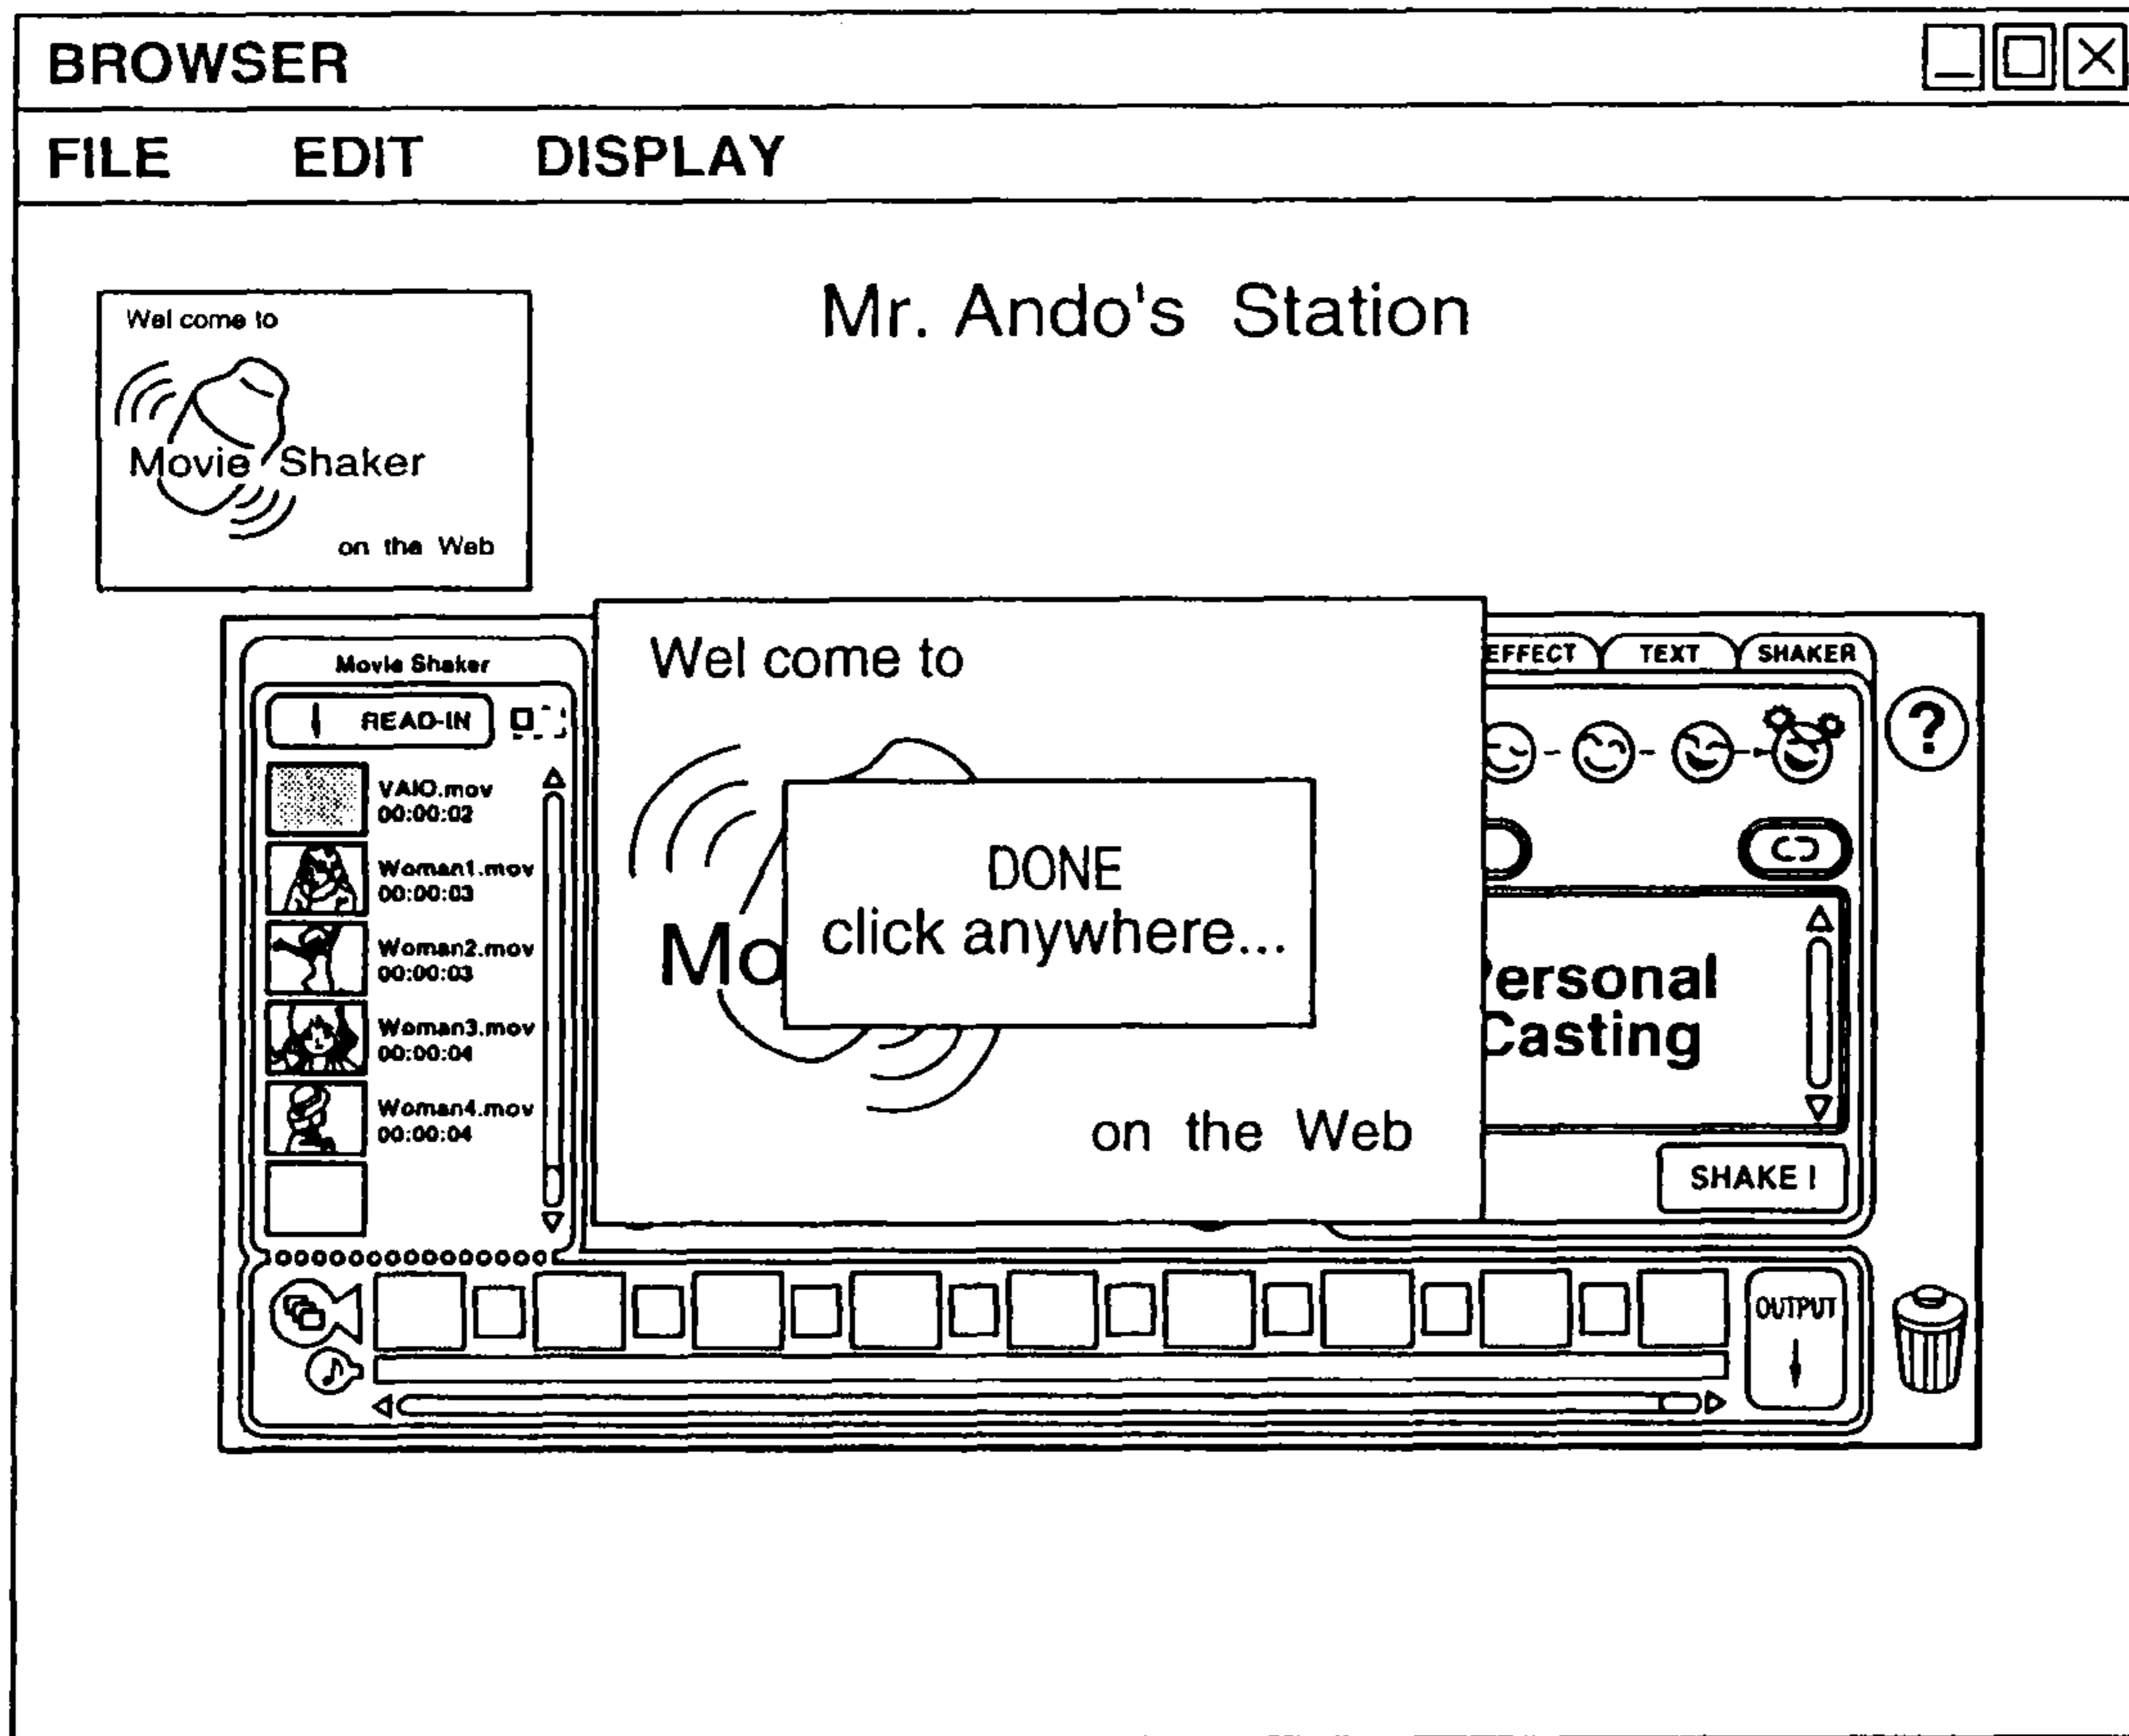 BROWSER
FILE EDIT DISPLAY
Mr. Ando's Station
Wel come to
Movie Shaker
on the Web
Movie Shaker
READ-IN
VAIO.mov
00:00:02
Woman1.mov
00:00:03
Woman2.mov
00:00:03
Woman3.mov
00:00:04
Woman4.mov
00:00:04
Wel come to
Mo
DONE
click anywhere...
on the Web
EFFECT TEXT SHAKER
?
ersonal
Casting
SHAKE !
OUTPUT